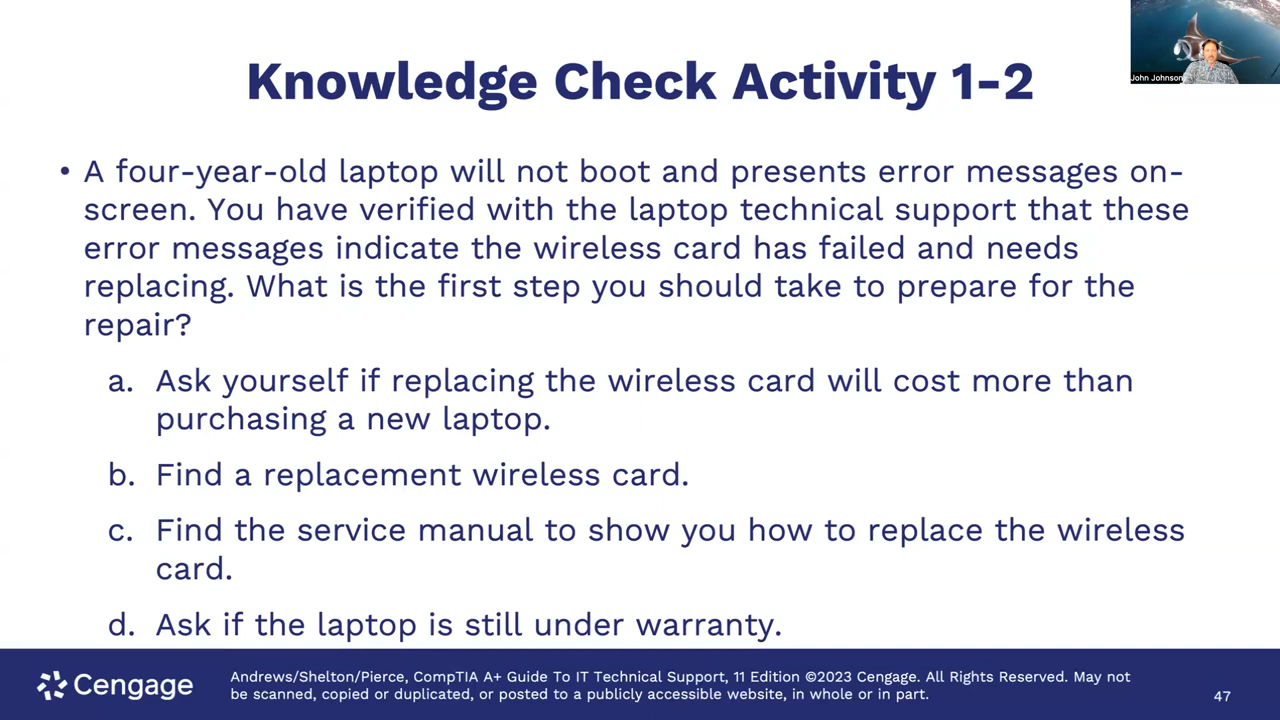 Knowledge Check Activity 1-2
John Johnson
• A four-year-old laptop will not boot and presents error messages on-
screen. You have verified with the laptop technical support that these
error messages indicate the wireless card has failed and needs
replacing. What is the first step you should take to prepare for the
repair?
a. Ask yourself if replacing the wireless card will cost more than
purchasing a new laptop.
b. Find a replacement wireless card.
c. Find the service manual to show you how to replace the wireless
card.
d. Ask if the laptop is still under warranty.
Cengage
Andrews/Shelton/Pierce, CompTIA A+ Guide To IT Technical Support, 11 Edition ©2023 Cengage. All Rights Reserved. May not
be scanned, copied or duplicated, or posted to a publicly accessible website, in whole or in part.
47